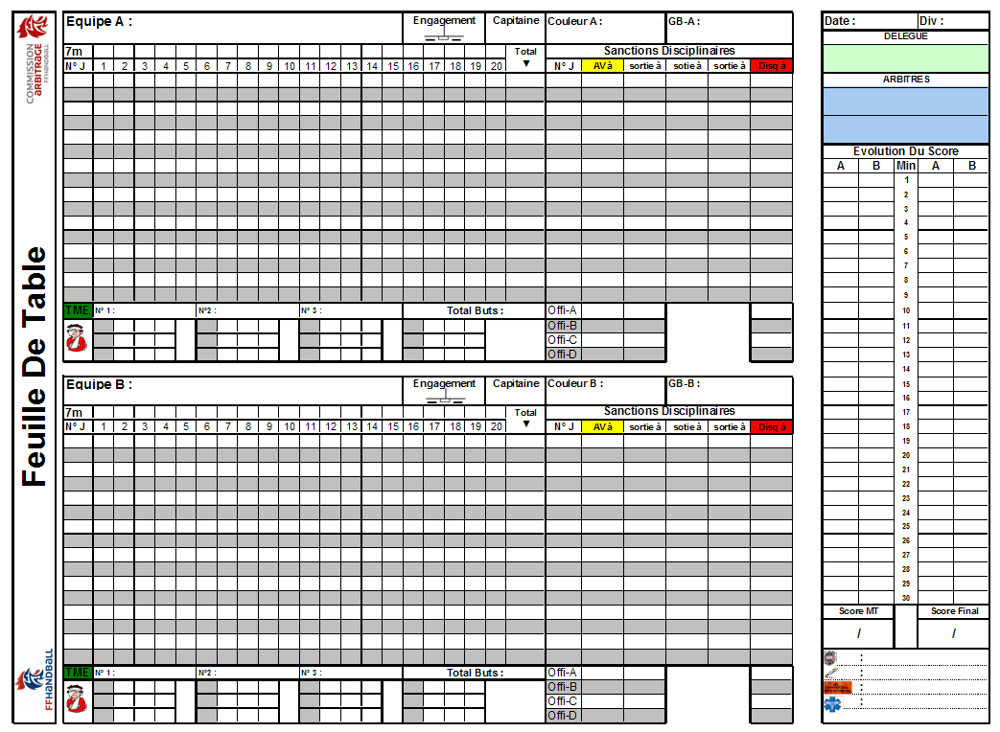 COMMISSION
ARBITRAGE
FFHANDBALL
Feuille De Table
FFHANDBALL
Equipe A :
Engagement
Capitaine
Couleur A :
GB-A :
7m
Total
Sanctions Disciplinaires
N° J 1 2 3 4 5 6 7 8 9 10 11 12 13 14 15 16 17 18 19 20 ▼ N° J AV à sortie à sotie à sortie à Disq à
TME N° 1 : N°2 : N° 3 : Total Buts : Offi-A
Offi-B
Offi-C
Offi-D
Equipe B :
Engagement
Capitaine
Couleur B :
GB-B :
7m
Total
Sanctions Disciplinaires
N° J 1 2 3 4 5 6 7 8 9 10 11 12 13 14 15 16 17 18 19 20 ▼ N° J AV à sortie à sotie à sortie à Disq à
TME N° 1 : N°2 : N° 3 : Total Buts : Offi-A
Offi-B
Offi-C
Offi-D
Date : Div :
DELEGUE
ARBITRES
Evolution Du Score
A B Min A B
1
2
3
4
5
6
7
8
9
10
11
12
13
14
15
16
17
18
19
20
21
22
23
24
25
26
27
28
29
30
Score MT Score Final
/ /
:
:
:
: